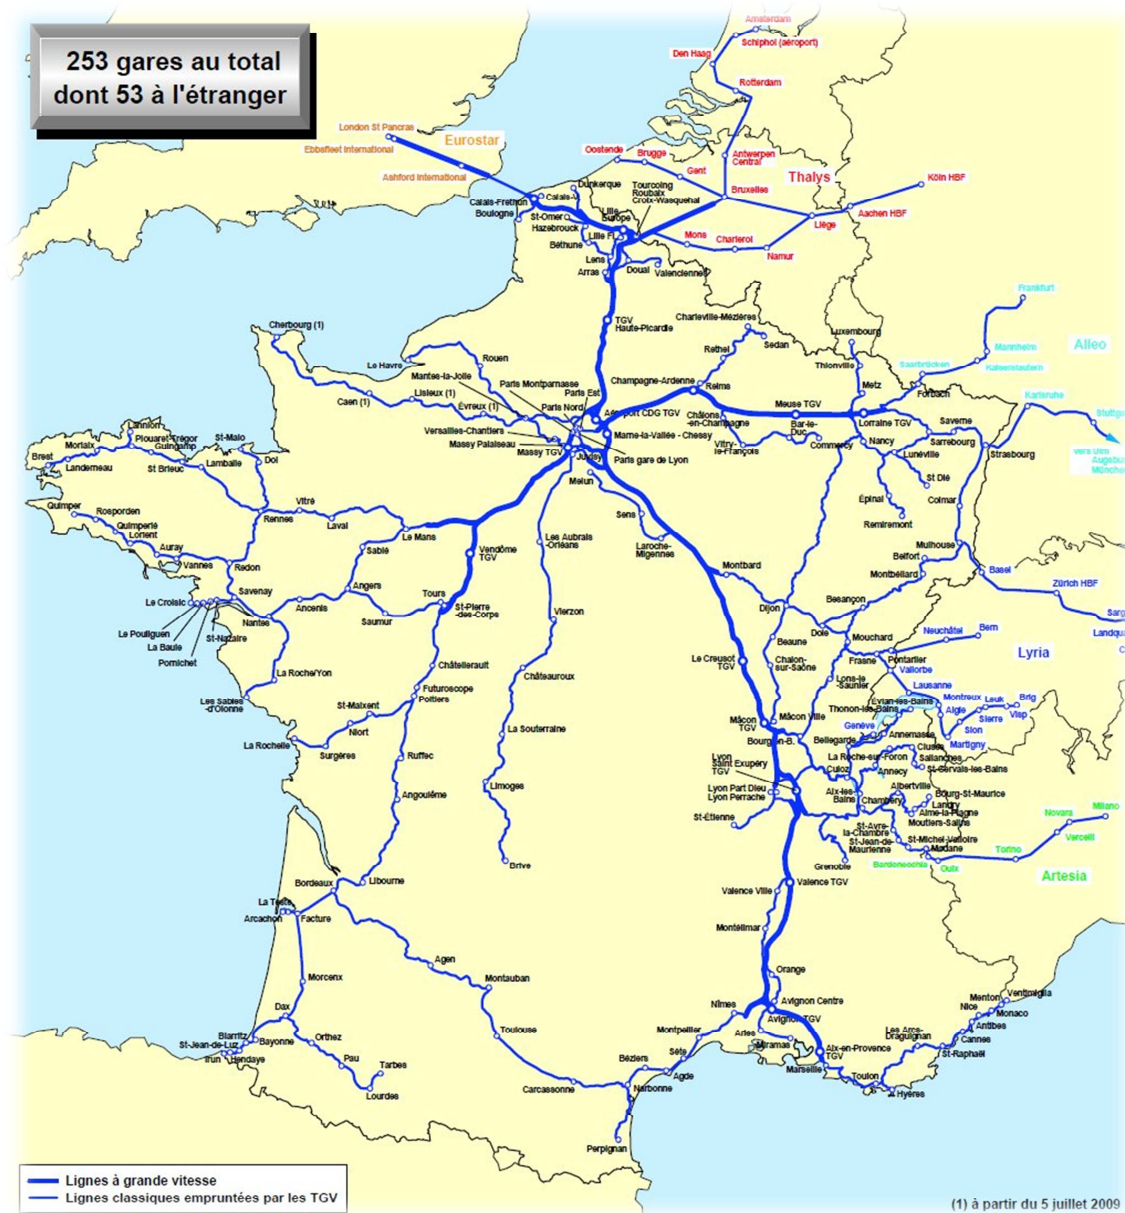 253 gares au total
dont 53 à l'étranger
Amsterdam
Schiphol (aéroport)
Den Haag
Rotterdam
London St Pancras
Eurostar
Ebbsfleet International
Ashford International
Oostende
Brugge
Gent
Antwerpen
Central
Thalys
Bruxelles
Köln HBF
Aachen HBF
Liège
Mons
Charleroi
Namur
Dunkerque
Tourcoing
Roubaix
Croix-Wasquehal
Calais-Frethun
Calais-V.
Boulogne
St-Omer
Lille
Europe
Hazebrouck
Lille Fl.
Béthune
Lens
Arras
Douai
Valenciennes
Frankfurt
TGV
Haute-Picardie
Charleville-Mézières
Sedan
Rethel
Luxembourg
Thionville
Mannheim
Alleo
Saarbrücken
Kaiserslautern
Cherbourg (1)
Le Havre
Rouen
Mantes-la-Jolie
Paris Montparnasse
Paris Est
Champagne-Ardenne
Reims
Metz
Forbach
Karlsruhe
Caen (1)
Lisieux (1)
Évreux (1)
Paris Nord
Aéroport CDG TGV
Châlons
-en-Champagne
Meuse TGV
Bar-le-
Duc
Lorraine TGV
Saverne
Stuttgart
Versailles-Chantiers
Massy Palaiseau
Massy TGV
Marne-la-Vallée - Chessy
Vitry-
le-François
Commercy
Nancy
Sarrebourg
Lunéville
Strasbourg
vers Ulm
Juvisy
Paris gare de Lyon
Melun
St Dié
Lannion
Plouaret-Trégor
Guingamp
St-Malo
Morlaix
Brest
Landerneau
St Brieuc
Lamballe
Dol
Épinal
Colmar
Remiremont
Quimper
Rosporden
Quimperlé
Lorient
Auray
Vannes
Rennes
Vitré
Laval
Le Mans
Sens
Laroche-
Migennes
Les Aubrais
-Orléans
Vendôme
TGV
Sablé
Mulhouse
Belfort
Montbéliard
Basel
Zürich HBF
Redon
Savenay
Montbard
Angers
Tours
St-Pierre
-des-Corps
Dijon
Besançon
Le Croisic
Le Pouliguen
La Baule
Pornichet
St-Nazaire
Nantes
Ancenis
Saumur
Vierzon
Beaune
Dole
Mouchard
Neuchâtel
Bern
Frasne
Pontarlier
Vallorbe
Lyria
Le Creusot
TGV
Chalon-
sur-Saône
Lons-le
-Saunier
Lausanne
La Roche/Yon
Châtellerault
Futuroscope
Poitiers
Châteauroux
Les Sables
-d'Olonne
St-Maixent
Niort
Évian-les-Bains
Thonon-les-Bains
Montreux
Leuk
Brig
Aigle
Visp
Sierre
Sion
Martigny
Mâcon
TGV
Mâcon Ville
Genève
Bourg-en-B.
Bellegarde
Annemasse
La Rochelle
Surgères
Ruffec
La Souterraine
La Roche-sur-Foron
Cluses
Sallanches
Annecy
St-Gervais-les-Bains
Lyon
Saint Exupéry
TGV
Culoz
Angoulême
Limoges
Lyon Part Dieu
Lyon Perrache
Aix-les-
Bains
Chambéry
Albertville
Bourg-St-Maurice
Landry
Aime-la-Plagne
Moutiers-Salins
St-Étienne
St-Avre-
la-Chambre
St-Jean-de-
Maurienne
St-Michel-Valloire
Modane
Novara
Milano
Vercelli
Torino
Bardonecchia
Oulx
Artesia
Brive
Grenoble
Bordeaux
Libourne
Valence Ville
Valence TGV
La Teste
Arcachon
Facture
Montélimar
Agen
Morcenx
Montauban
Orange
Dax
Toulouse
Nîmes
Avignon Centre
Avignon TGV
Menton
Ventimiglia
Nice
Monaco
Biarritz
St-Jean-de-Luz
Bayonne
Irun
Hendaye
Orthez
Pau
Tarbes
Lourdes
Montpellier
Arles
Miramas
Les Arcs-
Draguignan
Antibes
Cannes
St-Raphaël
Aix-en-Provence
TGV
Sète
Béziers
Agde
Marseille
Toulon
Hyères
Carcassonne
Narbonne
Perpignan
Lignes à grande vitesse
Lignes classiques empruntées par les TGV
(1) à partir du 5 juillet 2009